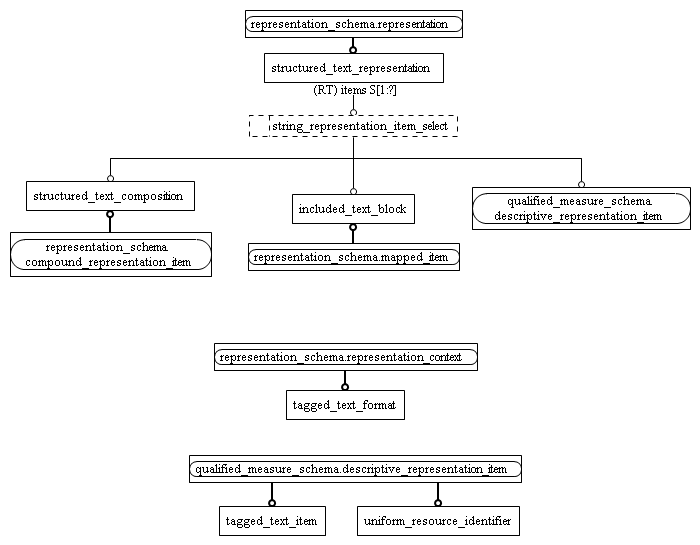 representation_schema.representation
structured_text_representation
(RT) items S[1:?]
string_representation_item_select
structured_text_composition
included_text_block
qualified_measure_schema.
descriptive_representation_item
representation_schema.
compound_representation_item
representation_schema.mapped_item
representation_schema.representation_context
tagged_text_format
qualified_measure_schema.descriptive_representation_item
tagged_text_item
uniform_resource_identifier